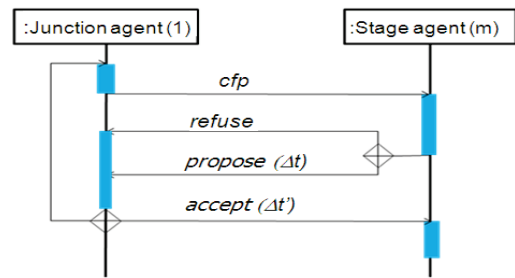 :Junction agent (1)
:Stage agent (m)
cfp
refuse
propose (Δt)
accept (Δt')